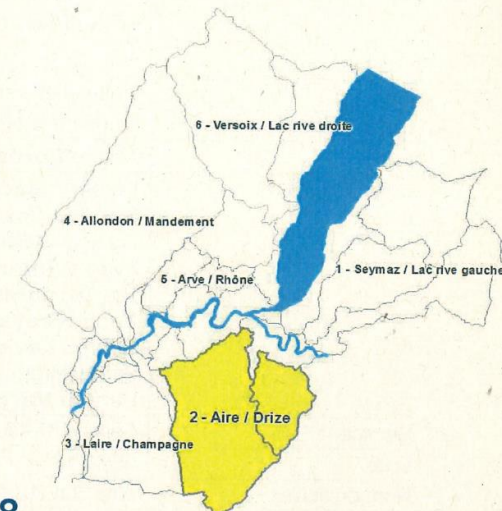 6 - Versoix / Lac rive droite
4 - Allondon / Mandement
5 - Arve / Rhône
1 - Seymaz / Lac rive gauche
2 - Aire / Drize
3 - Laire / Champagne